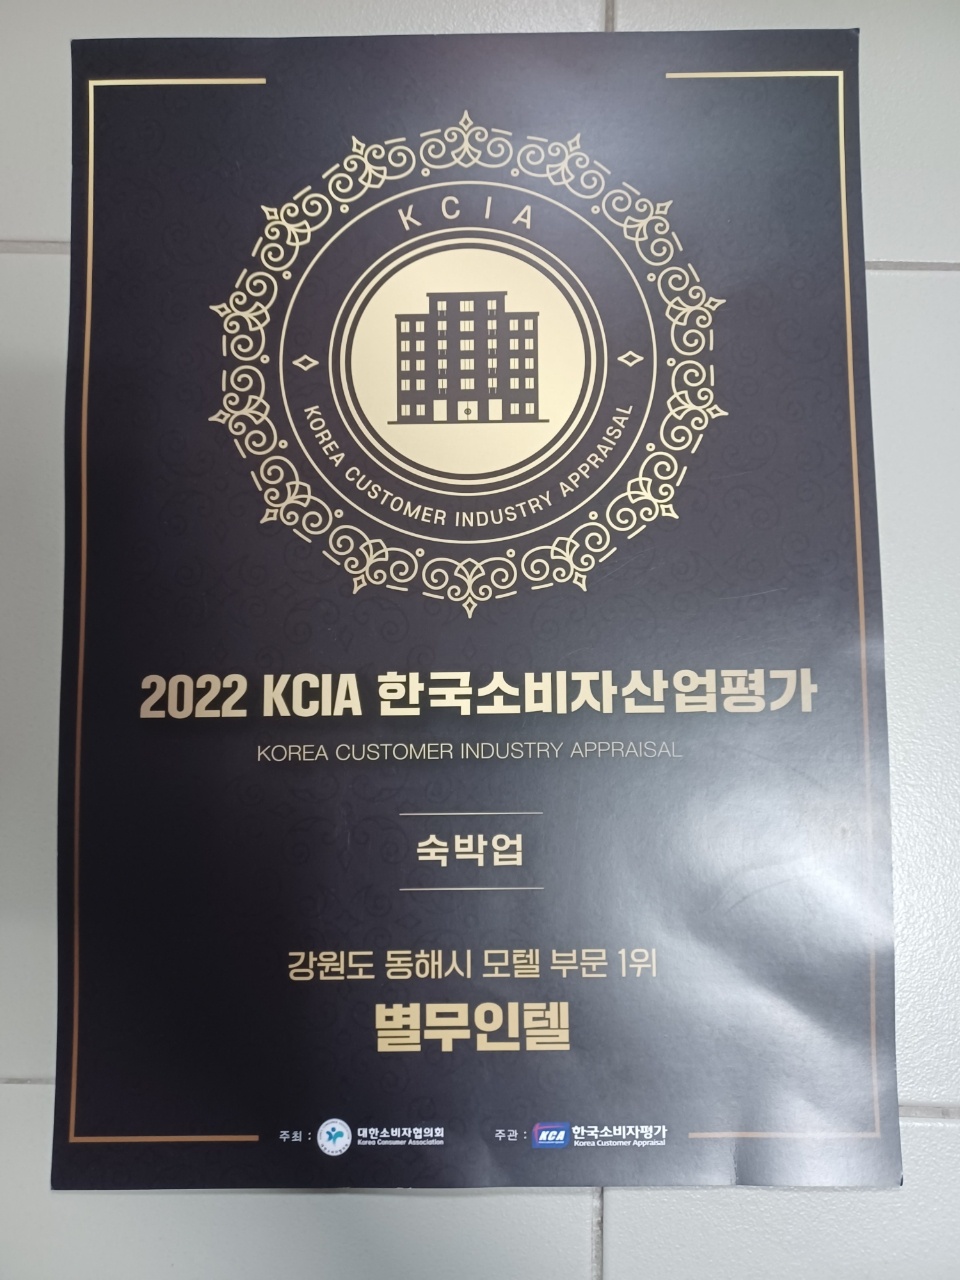 KCIA
KOREA CUSTOMER INDUSTRY APPRAISAL
2022 KCIA 한국소비자산업평가
KOREA CUSTOMER INDUSTRY APPRAISAL
숙박업
강원도 동해시 모텔 부문 1위
별무인텔
주최 : 대한소비자협의회
Korea Consumer Association
주관 : KCA 한국소비자평가
Korea Customer Appraisal